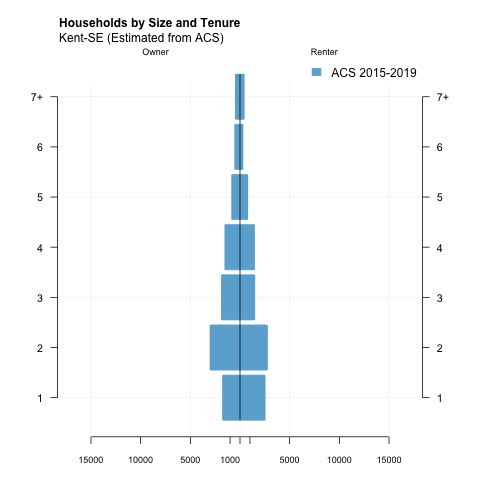 Households by Size and Tenure
Kent-SE (Estimated from ACS)
Owner Renter
ACS 2015-2019
7+ 7+
6 6
5 5
4 4
3 3
2 2
1 1
15000 10000 5000 1000 5000 10000 15000